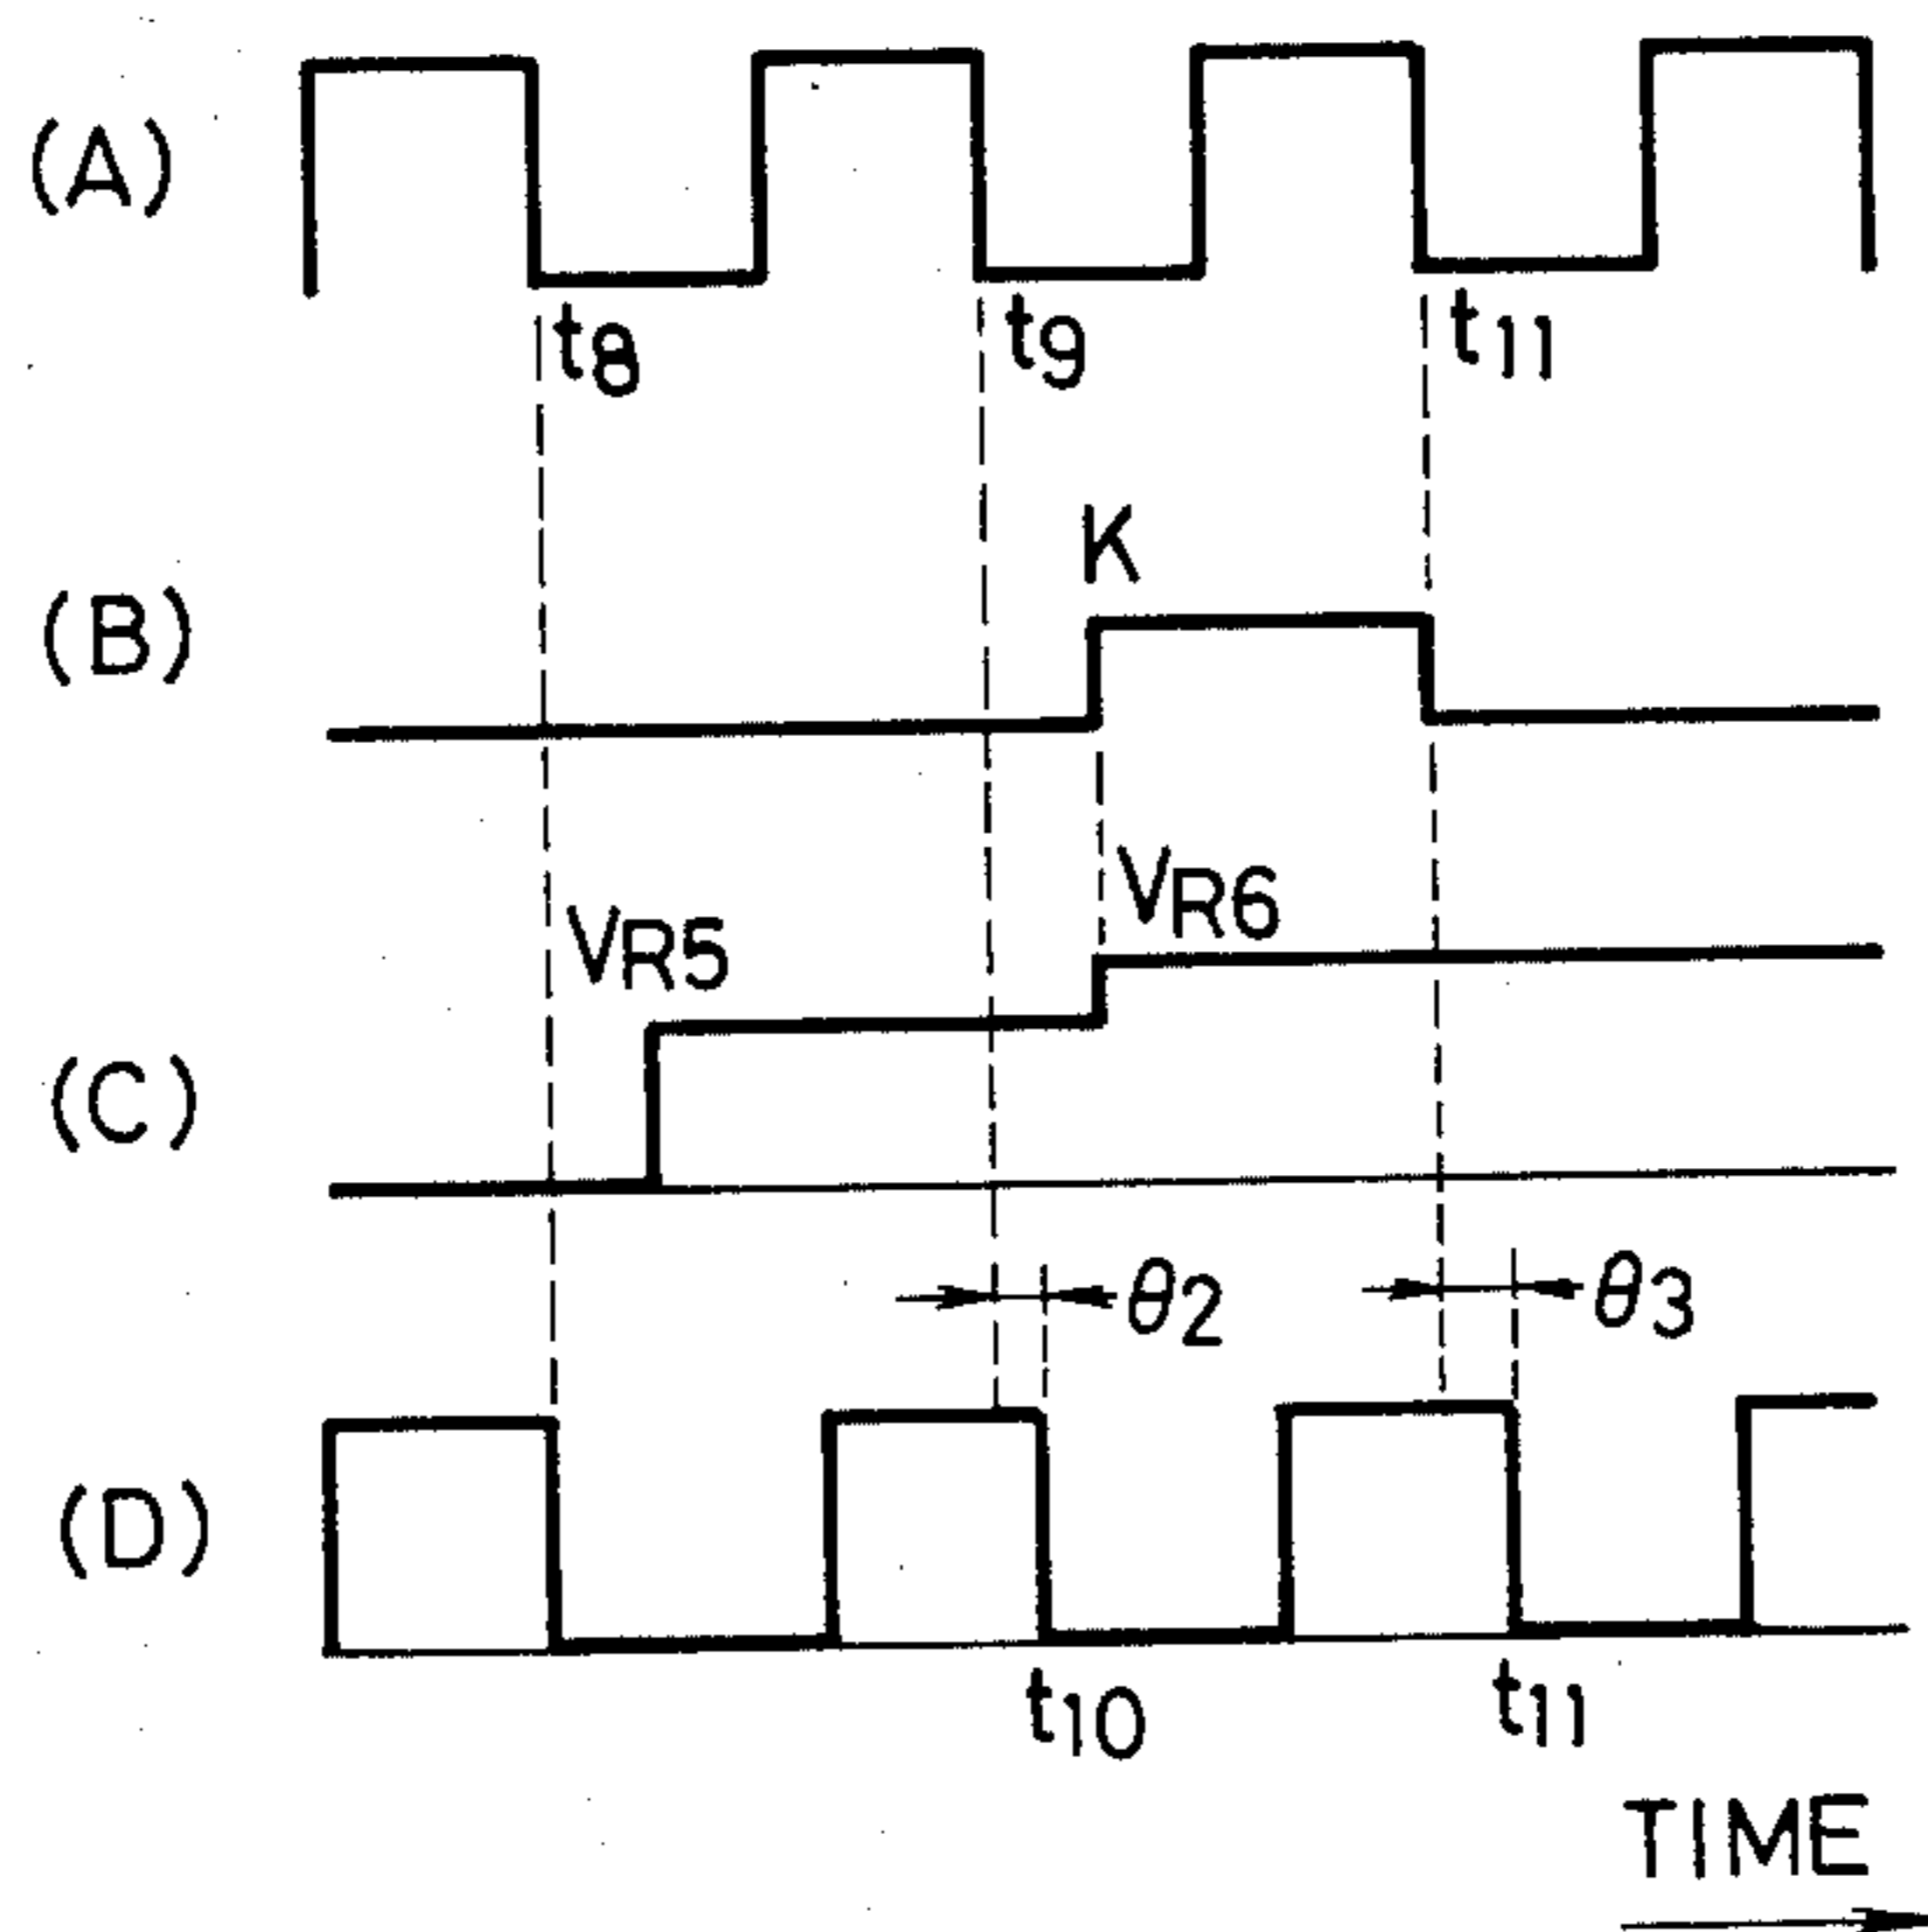 (A)
t8 t9 t11
K
(B)
VR6
VR5
(C)
θ2 θ3
(D)
t10 t11
TIME